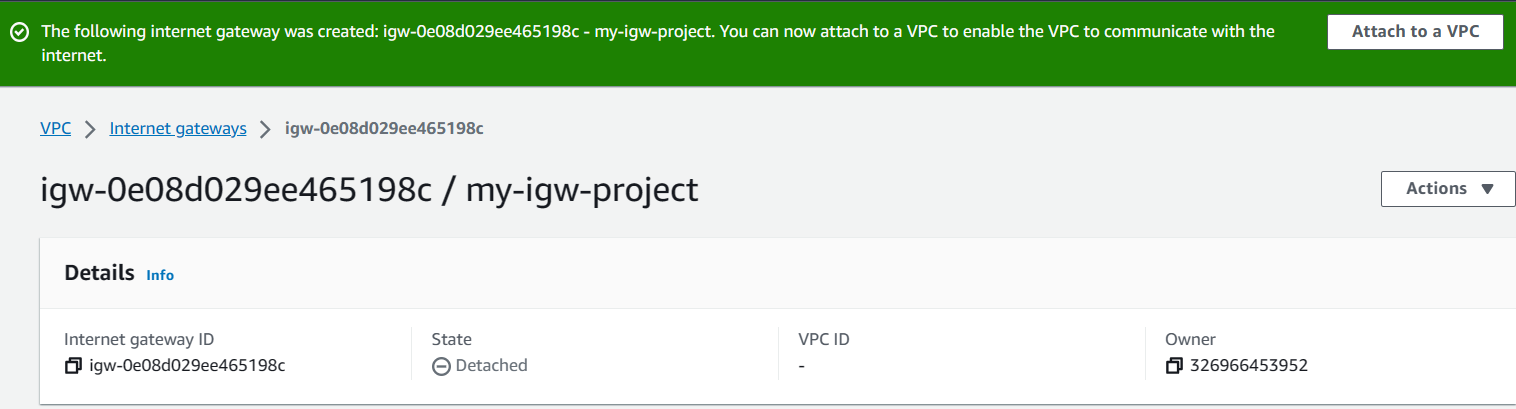 The following internet gateway was created: igw-0e08d029ee465198c - my-igw-project. You can now attach to a VPC to enable the VPC to communicate with the
internet.
Attach to a VPC
VPC > Internet gateways > igw-0e08d029ee465198c
igw-0e08d029ee465198c / my-igw-project
Actions
Details Info
Internet gateway ID
igw-0e08d029ee465198c
State
Detached
VPC ID
-
Owner
326966453952